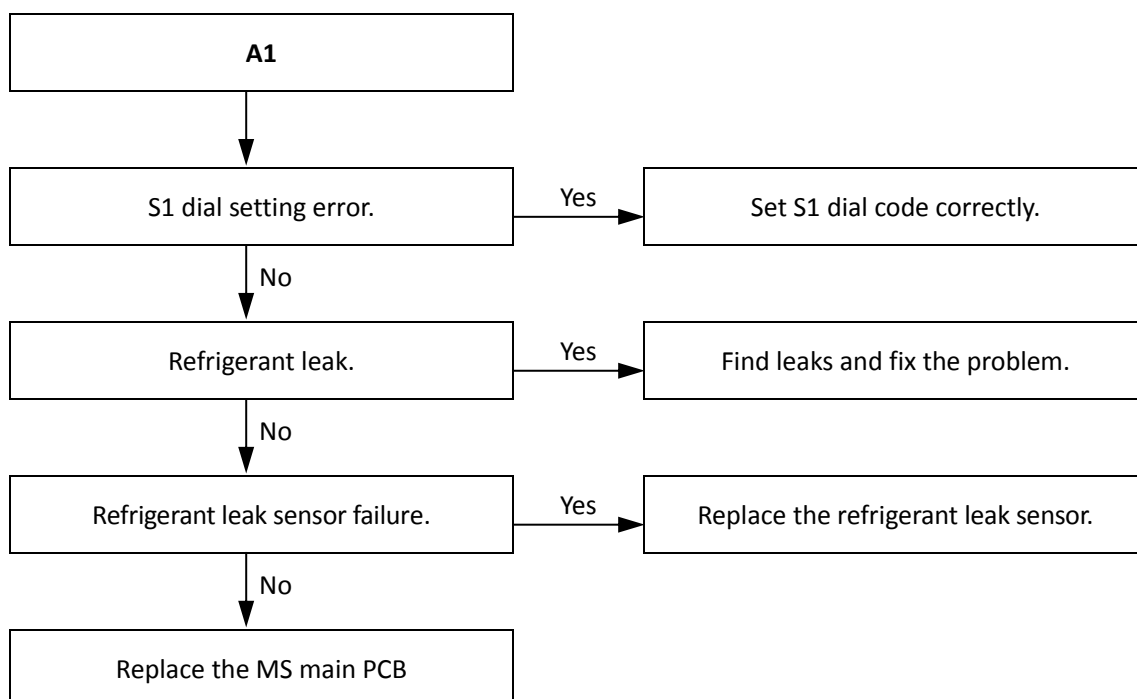 A1
S1 dial setting error.
Yes
Set S1 dial code correctly.
No
Refrigerant leak.
Yes
Find leaks and fix the problem.
No
Refrigerant leak sensor failure.
Yes
Replace the refrigerant leak sensor.
No
Replace the MS main PCB